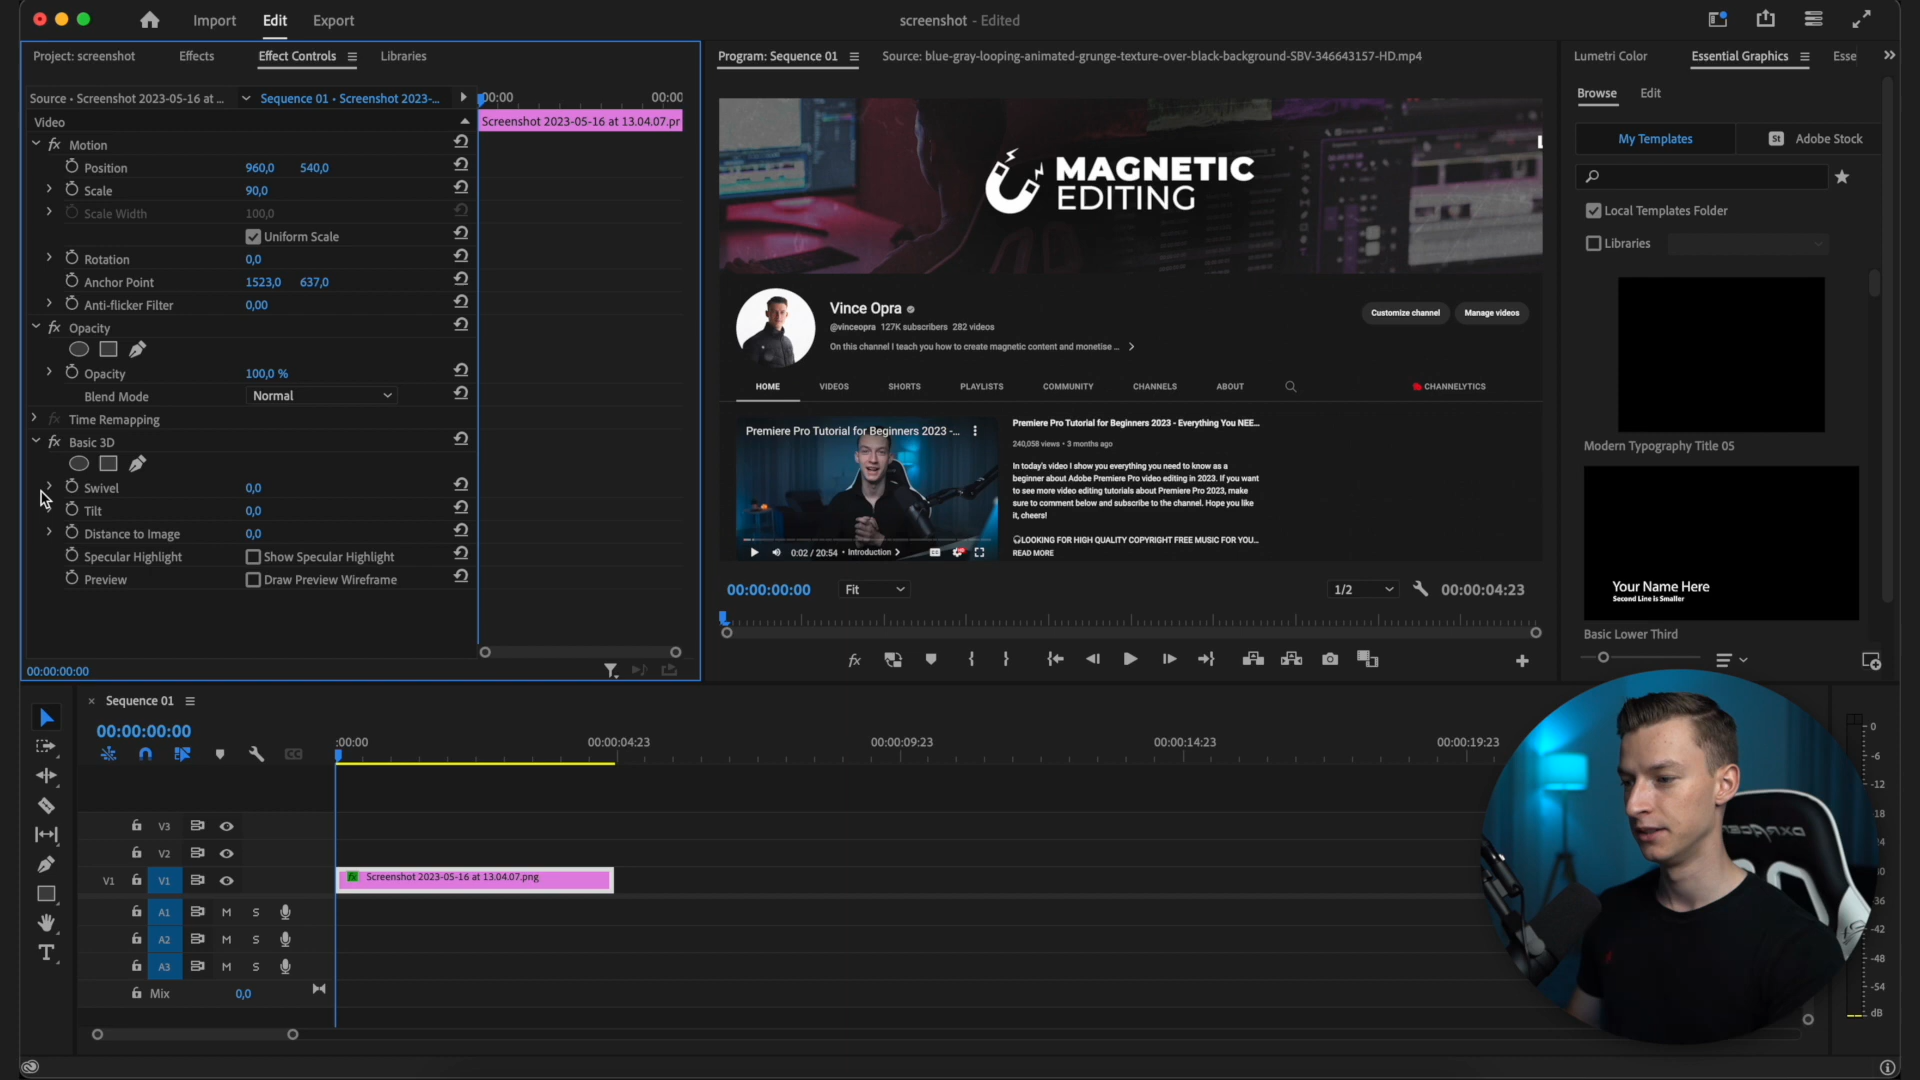 Import
Edit
Export
screenshot - Edited
Project: screenshot
Effects
Effect Controls
Libraries
Program: Sequence 01
Source: blue-gray-looping-animated-grunge-texture-over-black-background-SBV-346643157-HD.mp4
Lumetri Color
Essential Graphics
Esse
Source • Screenshot 2023-05-16 at ...
Sequence 01 • Screenshot 2023-...
00:00
00:00
Video
Screenshot 2023-05-16 at 13.04.07.pr
fx Motion
Position 960,0 540,0
Scale 90,0
Scale Width 100,0
Uniform Scale
Rotation 0,0
Anchor Point 1523,0 637,0
Anti-flicker Filter 0,00
fx Opacity
Opacity 100,0 %
Blend Mode Normal
fx Time Remapping
fx Basic 3D
Swivel 0,0
Tilt 0,0
Distance to Image 0,0
Specular Highlight Show Specular Highlight
Preview Draw Preview Wireframe
00:00:00:00
MAGNETIC
EDITING
Vince Opra
@vinceopra 127K subscribers 282 videos
On this channel I teach you how to create magnetic content and monetise ...
Customize channel
Manage videos
HOME
VIDEOS
SHORTS
PLAYLISTS
COMMUNITY
CHANNELS
ABOUT
CHANNELYTICS
Premiere Pro Tutorial for Beginners 2023 -...
0:02 / 20:54 • Introduction
Premiere Pro Tutorial for Beginners 2023 - Everything You NEE...
240,058 views • 3 months ago
In today's video I show you everything you need to know as a
beginner about Adobe Premiere Pro video editing in 2023. If you want
to see more video editing tutorials about Premiere Pro 2023, make
sure to comment below and subscribe to the channel. Hope you like
it, cheers!
LOOKING FOR HIGH QUALITY COPYRIGHT FREE MUSIC FOR YOU...
READ MORE
00:00:00:00
Fit
1/2
00:00:04:23
fx
Browse
Edit
My Templates
St Adobe Stock
Local Templates Folder
Libraries
Modern Typography Title 05
Your Name Here
Second Line is Smaller
Basic Lower Third
× Sequence 01
00:00:00:00
:00:00
00:00:04:23
00:00:09:23
00:00:14:23
00:00:19:23
V3
V2
V1 V1
fx Screenshot 2023-05-16 at 13.04.07.png
A1 M S
A2 M S
A3 M S
Mix 0,0
0
-6
-12
-18
-30
-36
-42
-48
-54
dB